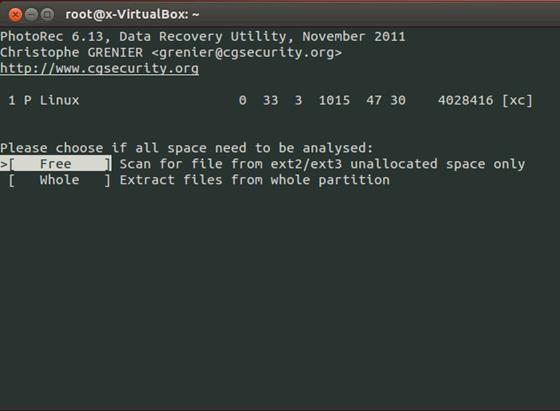 root@x-VirtualBox: ~
PhotoRec 6.13, Data Recovery Utility, November 2011
Christophe GRENIER <grenier@cgsecurity.org>
http://www.cgsecurity.org
1 P Linux 0 33 3 1015 47 30 4028416 [xc]
Please choose if all space need to be analysed:
>[ Free ] Scan for file from ext2/ext3 unallocated space only
[ Whole ] Extract files from whole partition